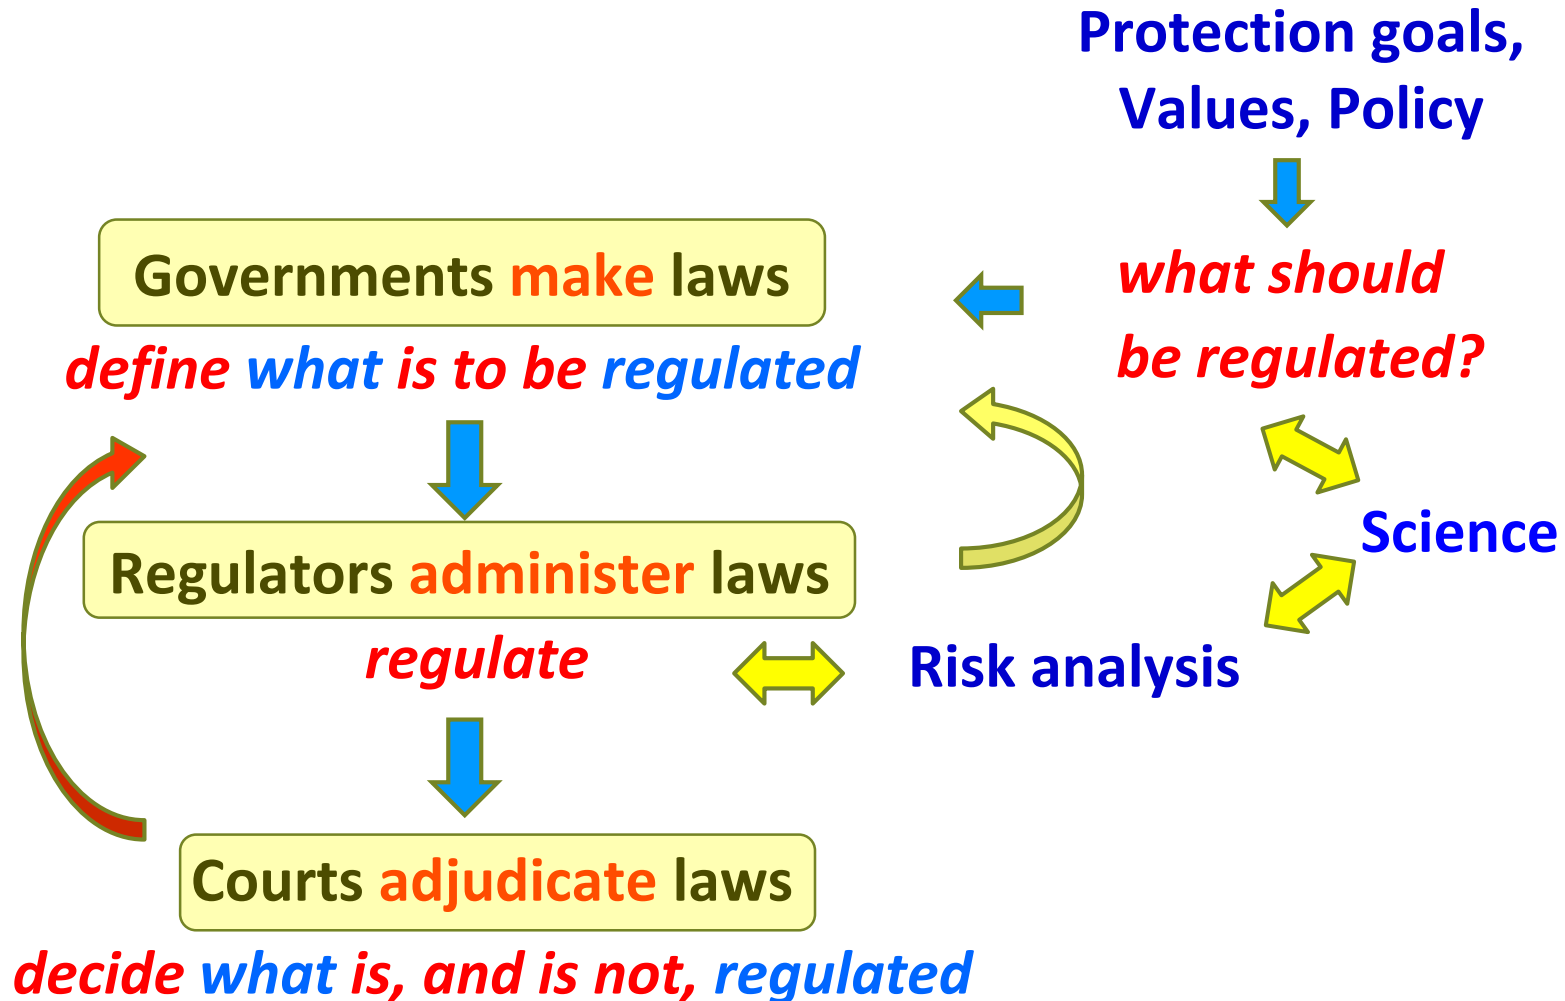 Protection goals,
Values, Policy
Governments make laws
define what is to be regulated
what should
be regulated?
Science
Regulators administer laws
regulate
Risk analysis
Courts adjudicate laws
decide what is, and is not, regulated